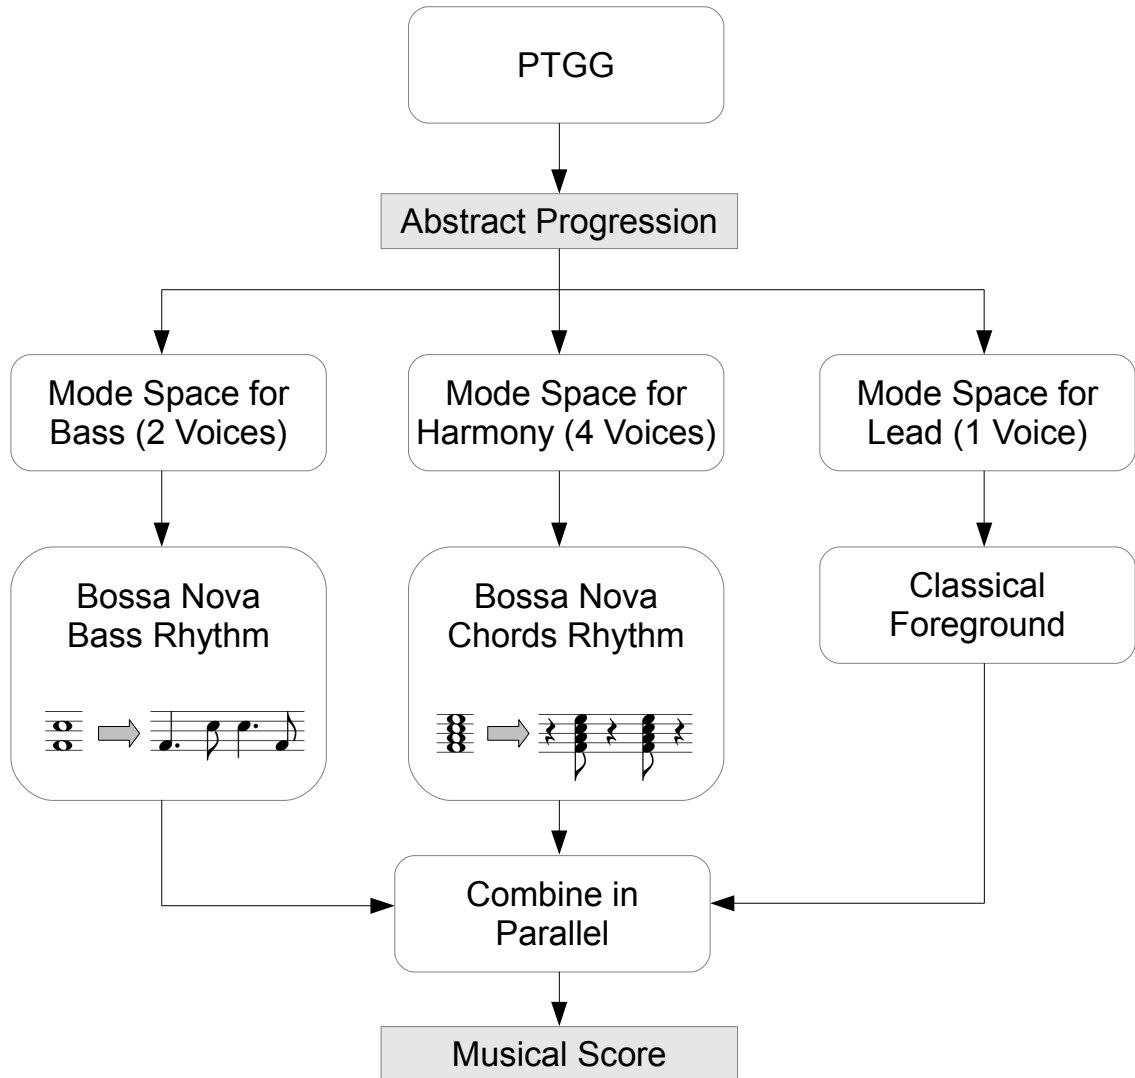 PTGG
Abstract Progression
Mode Space for
Bass (2 Voices)
Mode Space for
Harmony (4 Voices)
Mode Space for
Lead (1 Voice)
Bossa Nova
Bass Rhythm
Bossa Nova
Chords Rhythm
Classical
Foreground
Combine in
Parallel
Musical Score